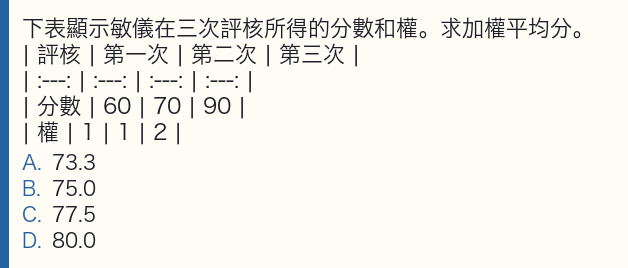 下表顯示敏儀在三次評核所得的分數和權。求加權平均分。
| 評核 | 第一次 | 第二次 | 第三次 |
| :---: | :---: | :---: | :---: |
| 分數 | 60 | 70 | 90 |
| 權 | 1 | 1 | 2 |
A. 73.3
B. 75.0
C. 77.5
D. 80.0